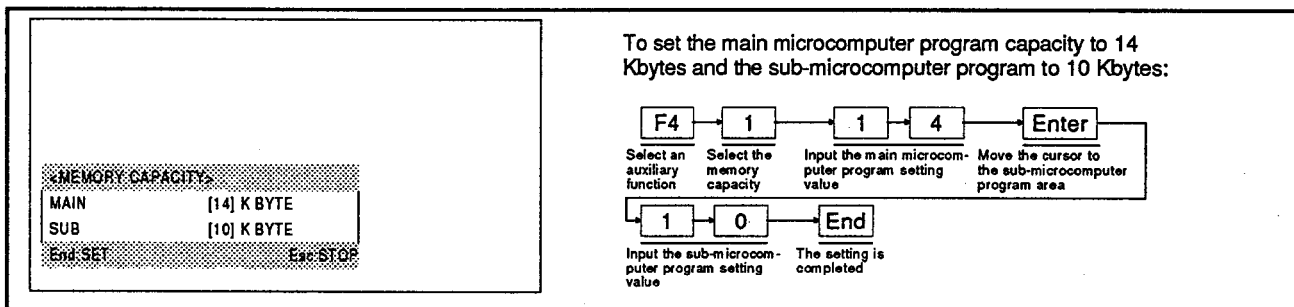 <MEMORY CAPACITY>
MAIN [14] K BYTE
SUB [10] K BYTE
End:SET Esc:STOP
To set the main microcomputer program capacity to 14
Kbytes and the sub-microcomputer program to 10 Kbytes:
F4 1 1 4 Enter
Select an
auxiliary
function
Select the
memory
capacity
Input the main microcom-
puter program setting
value
Move the cursor to
the sub-microcomputer
program area
1 0 End
Input the sub-microcom-
puter program setting
value
The setting is
completed